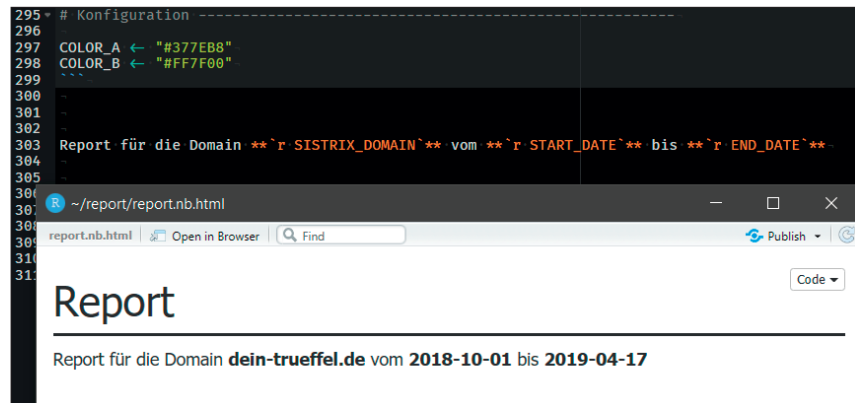 295 # Konfiguration ------------------------------------------------------------
296
297 COLOR_A ← "#377EB8"
298 COLOR_B ← "#FF7F00"
299 ```
300
301
302
303 Report für die Domain **`r SISTRIX_DOMAIN`** vom **`r START_DATE`** bis **`r END_DATE`**
304
305
R ~/report/report.nb.html
report.nb.html Open in Browser Find Publish
Code
Report
Report für die Domain dein-trueffel.de vom 2018-10-01 bis 2019-04-17